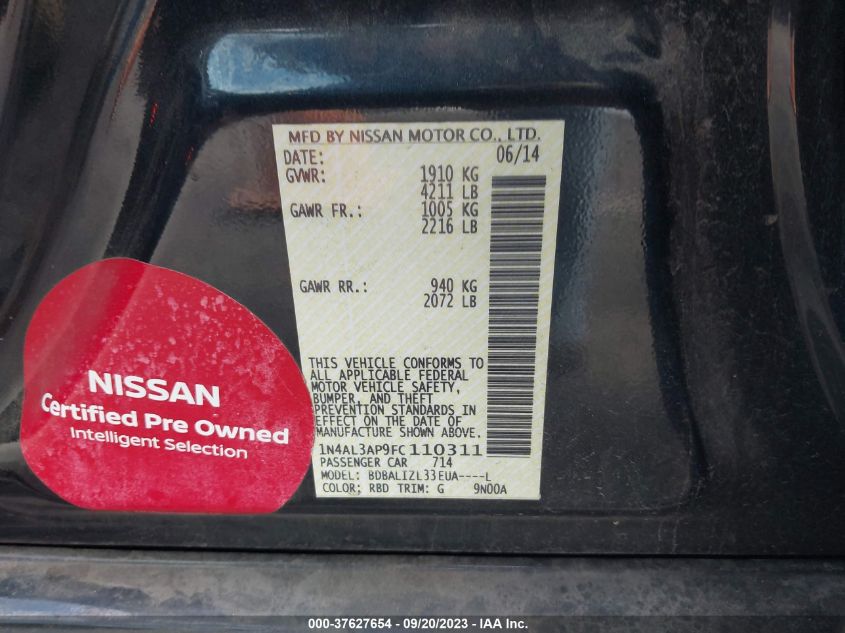 MFD BY NISSAN MOTOR CO., LTD.
DATE: 06/14
GVWR: 1910 KG
4211 LB
GAWR FR.: 1005 KG
2216 LB
GAWR RR.: 940 KG
2072 LB
THIS VEHICLE CONFORMS TO
ALL APPLICABLE FEDERAL
MOTOR VEHICLE SAFETY,
BUMPER, AND THEFT
PREVENTION STANDARDS IN
EFFECT ON THE DATE OF
MANUFACTURE SHOWN ABOVE.
1N4AL3AP9FC110311
PASSENGER CAR 714
MODEL: BDBALIZL33EUA----L
COLOR: RBD TRIM: G 9N00A
NISSAN
Certified Pre Owned
Intelligent Selection
000-37627654 / 09/20/2023 / IAA Inc.